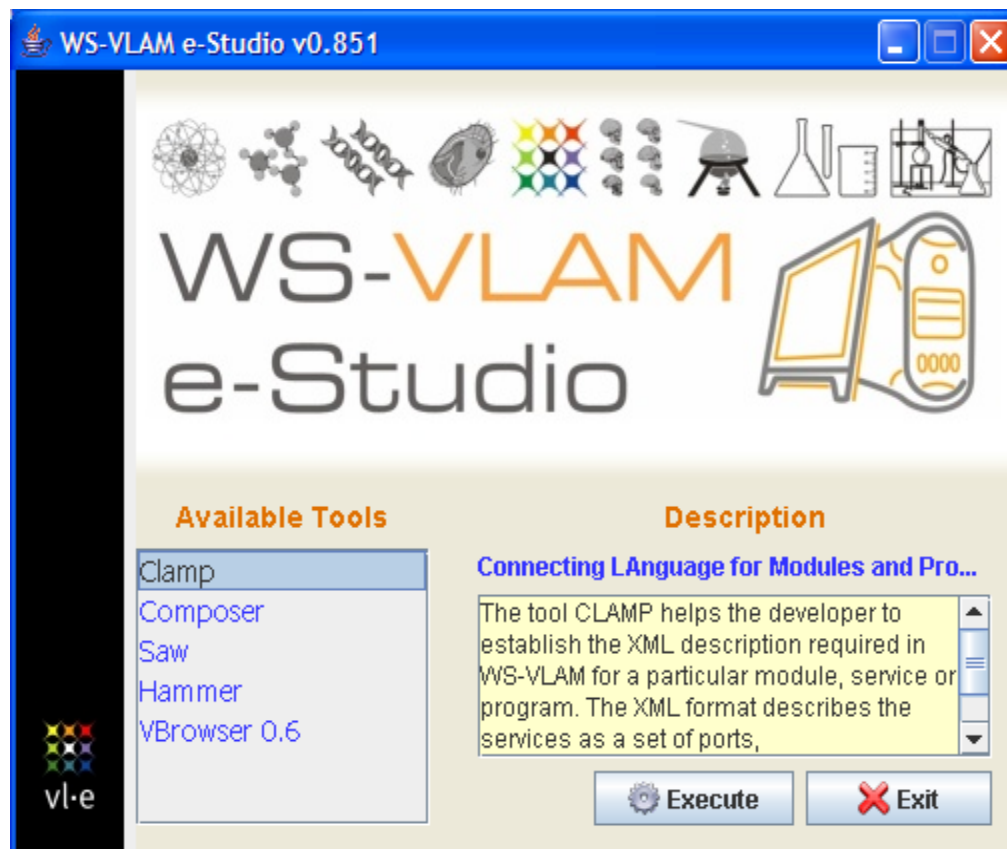 WS-VLAM e-Studio v0.851
WS-VLAM
e-Studio
Available Tools
Clamp
Composer
Saw
Hammer
VBrowser 0.6
Description
Connecting LAnguage for Modules and Pro...
The tool CLAMP helps the developer to
establish the XML description required in
WS-VLAM for a particular module, service or
program. The XML format describes the
services as a set of ports,
vl·e
Execute
Exit